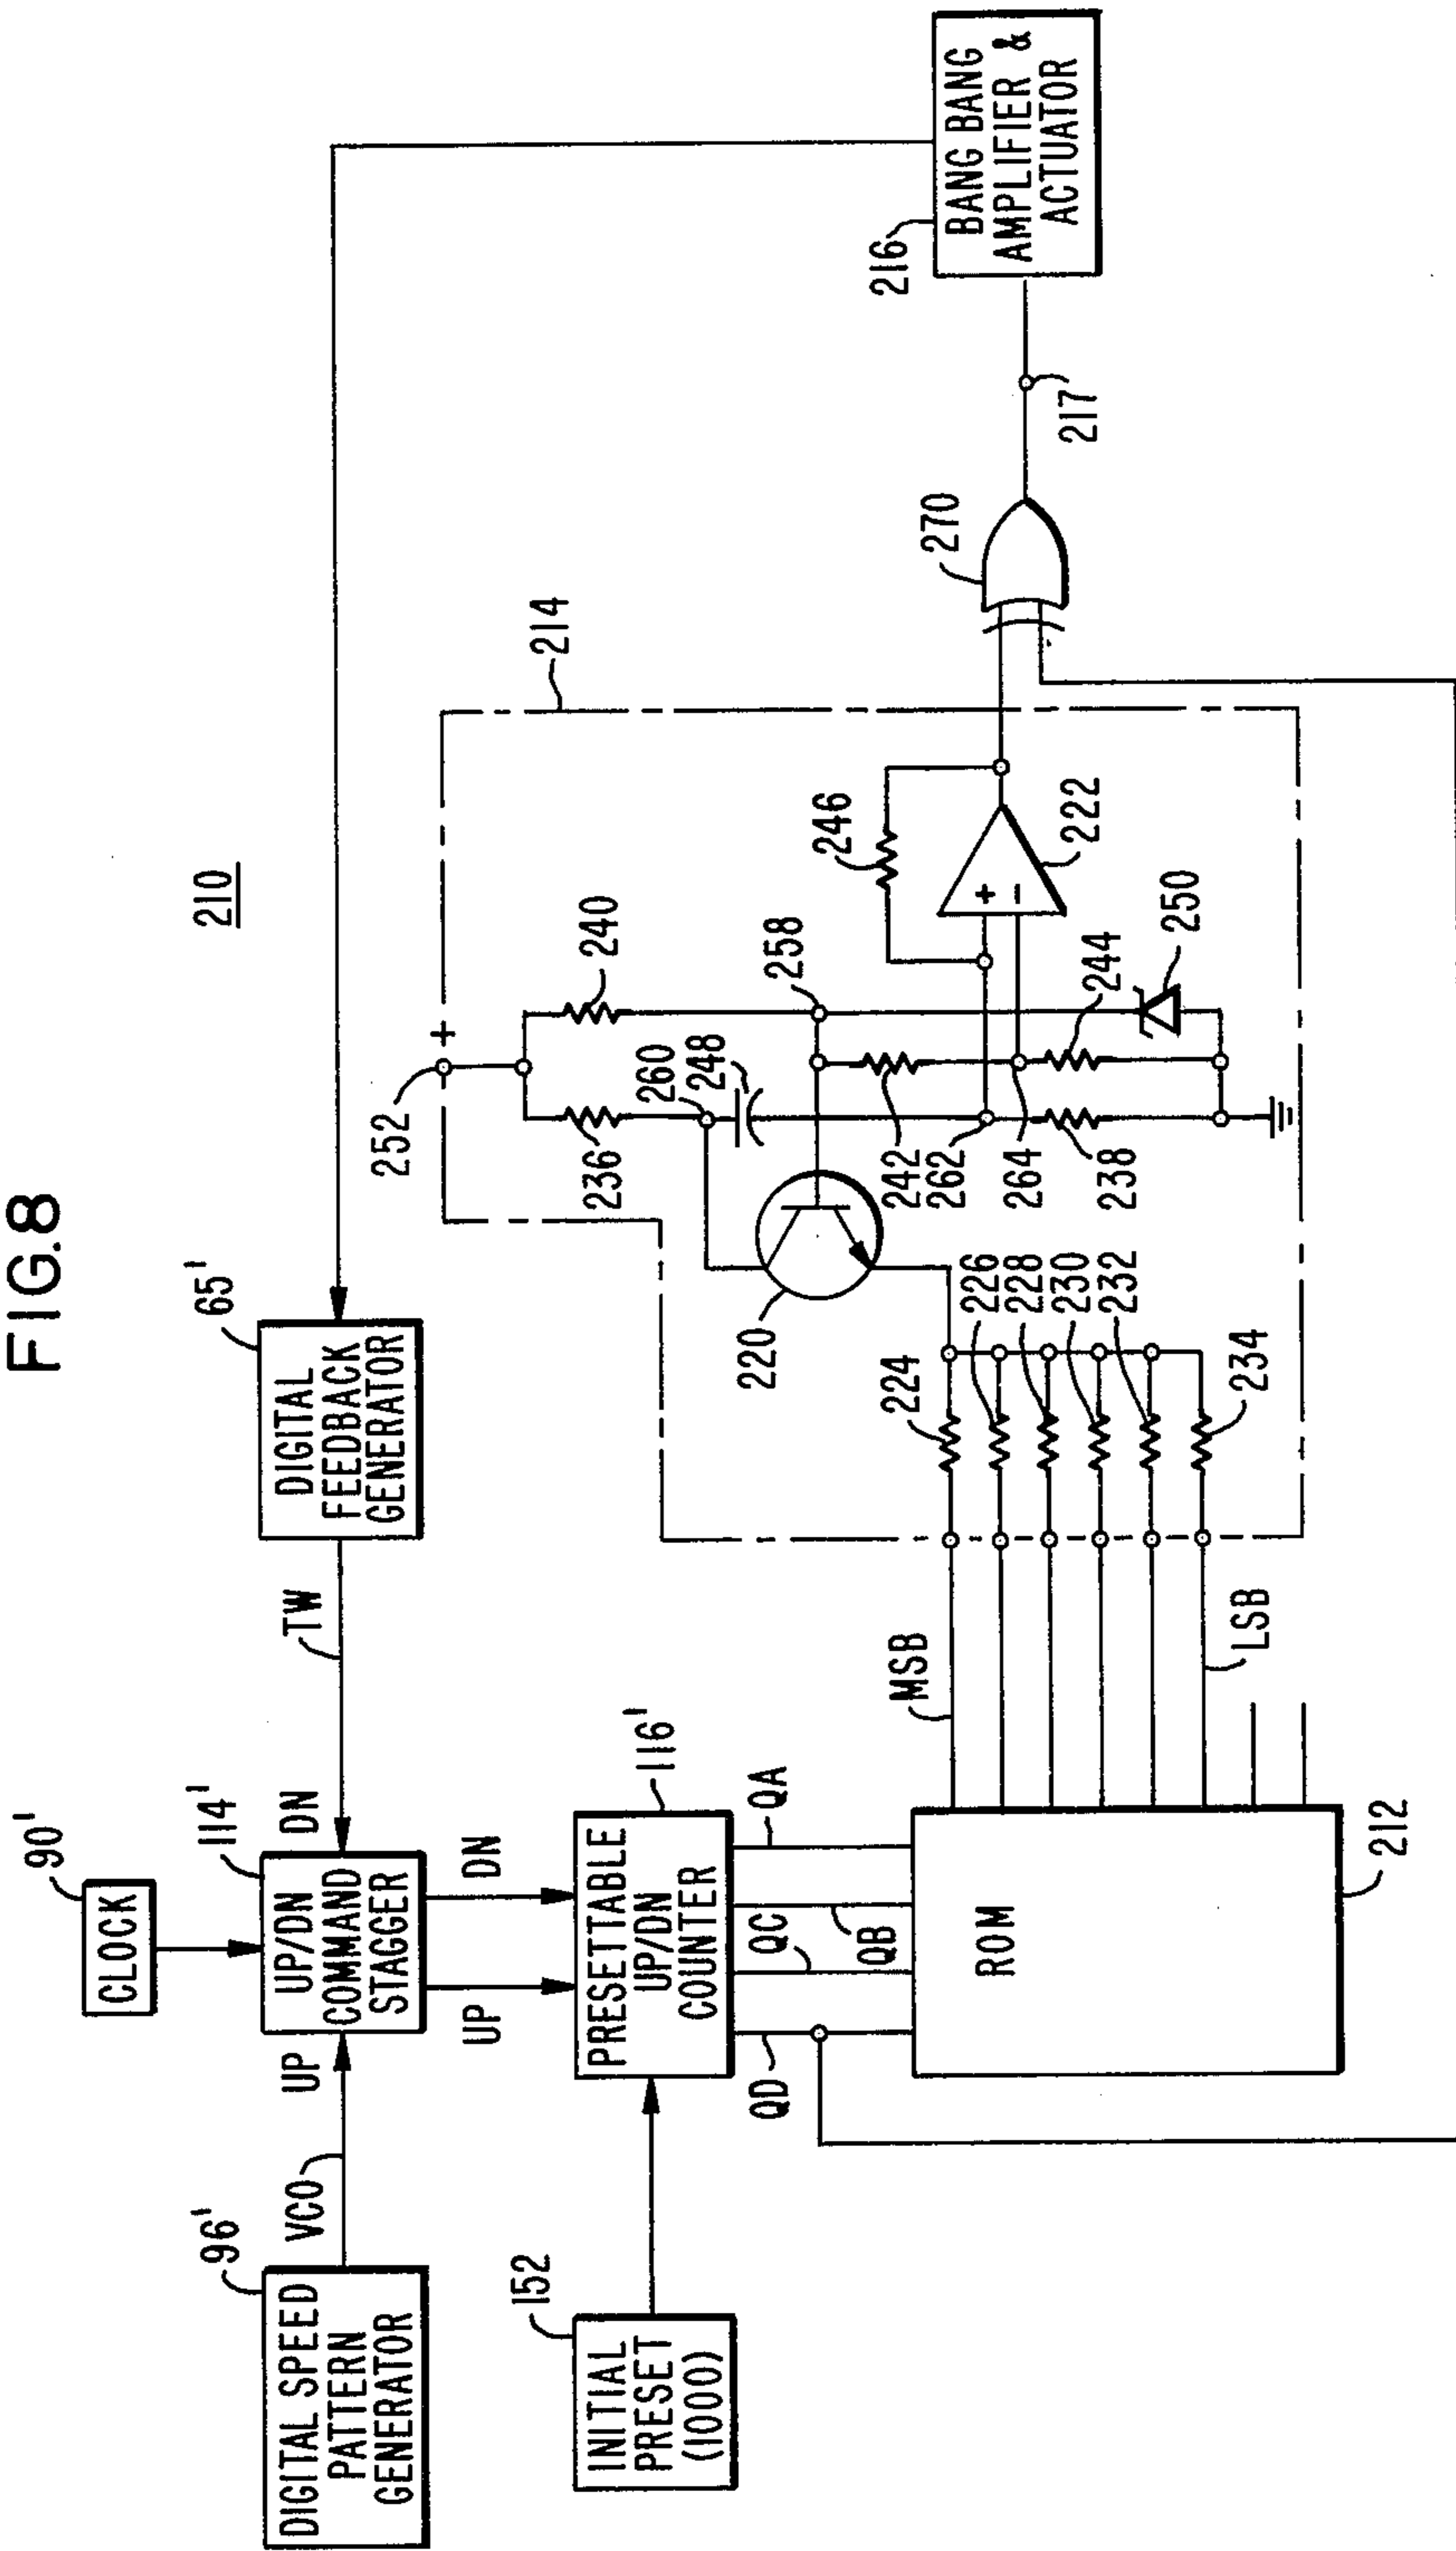 FIG.8
210
90'
CLOCK
96'
DIGITAL SPEED
PATTERN
GENERATOR
VCO
UP
114'
UP/DN
COMMAND
STAGGER
DN
TW
65'
DIGITAL
FEEDBACK
GENERATOR
UP
DN
152
INITIAL
PRESET
(1000)
116'
PRESETTABLE
UP/DN
COUNTER
QD
QC
QB
QA
ROM
212
MSB
LSB
214
252
+
236
240
260
248
258
220
242
262
264
238
244
250
246
+
−
222
224
226
228
230
232
234
270
217
216
BANG BANG
AMPLIFIER &
ACTUATOR